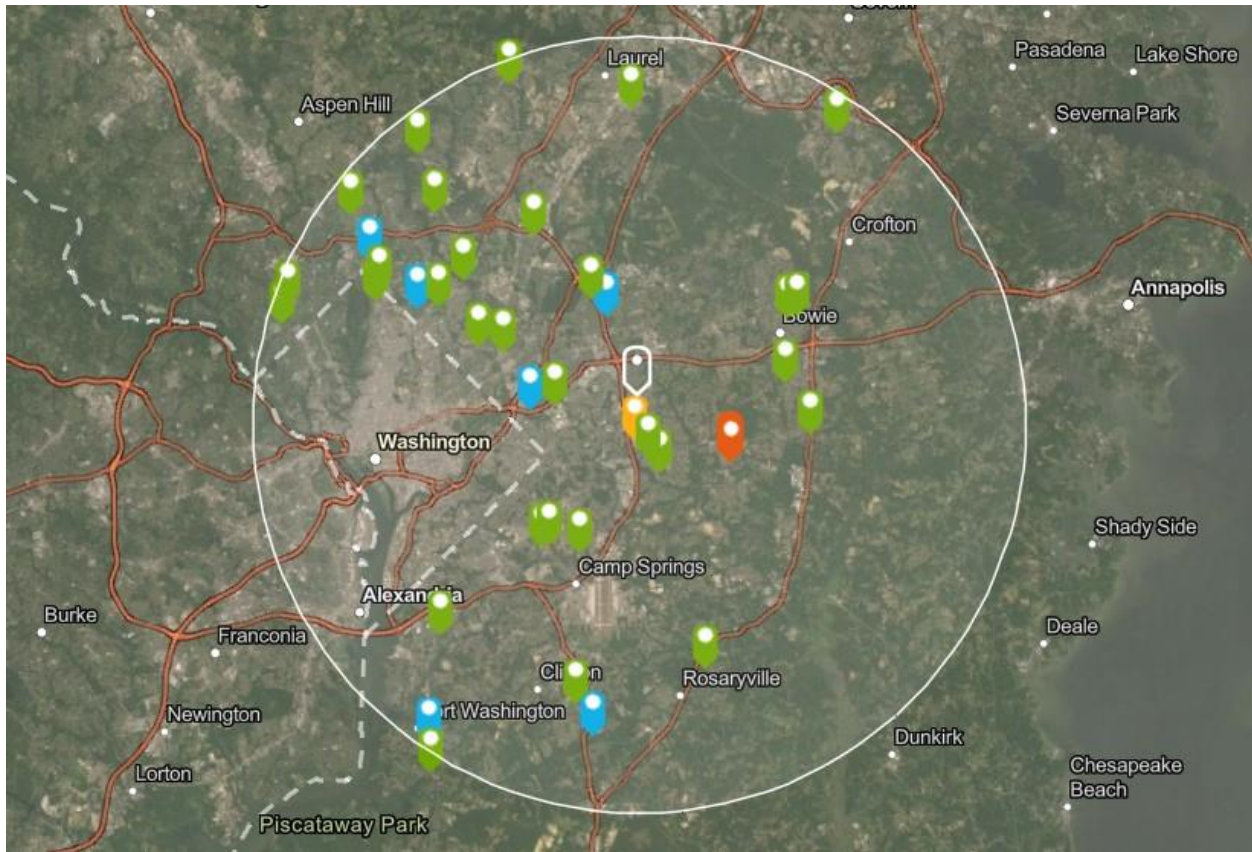 Laurel
Pasadena
Lake Shore
Aspen Hill
Severna Park
Crofton
Annapolis
Bowie
Washington
Shady Side
Camp Springs
Alexandria
Burke
Franconia
Deale
Rosaryville
Newington
Dunkirk
Lorton
Chesapeake
Beach
Piscataway Park